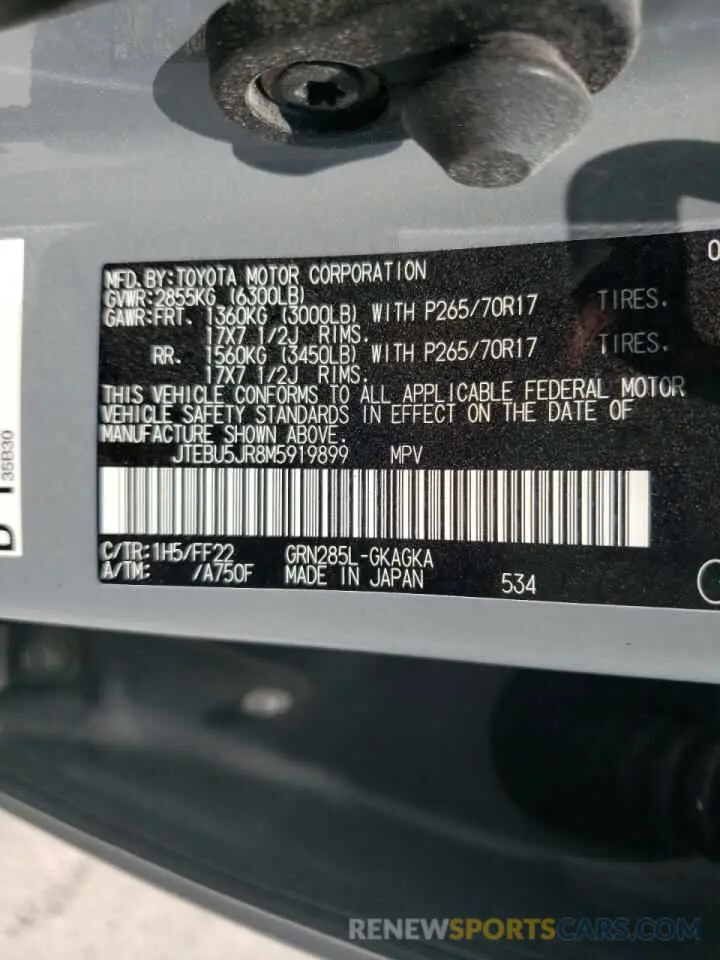 0
MFD. BY: TOYOTA MOTOR CORPORATION
GVWR: 2855KG (6300LB)
GAWR: FRT. 1360KG (3000LB) WITH P265/70R17 TIRES.
17X7 1/2J RIMS.
RR. 1560KG (3450LB) WITH P265/70R17 TIRES.
17X7 1/2J RIMS.
THIS VEHICLE CONFORMS TO ALL APPLICABLE FEDERAL MOTOR
VEHICLE SAFETY STANDARDS IN EFFECT ON THE DATE OF
MANUFACTURE SHOWN ABOVE.
JTEBU5JR8M5919899 MPV
C/TR: 1H5/FF22 GRN285L-GKAGKA
A/TM: /A750F MADE IN JAPAN 534
35B30
RENEWSPORTSCARS.COM